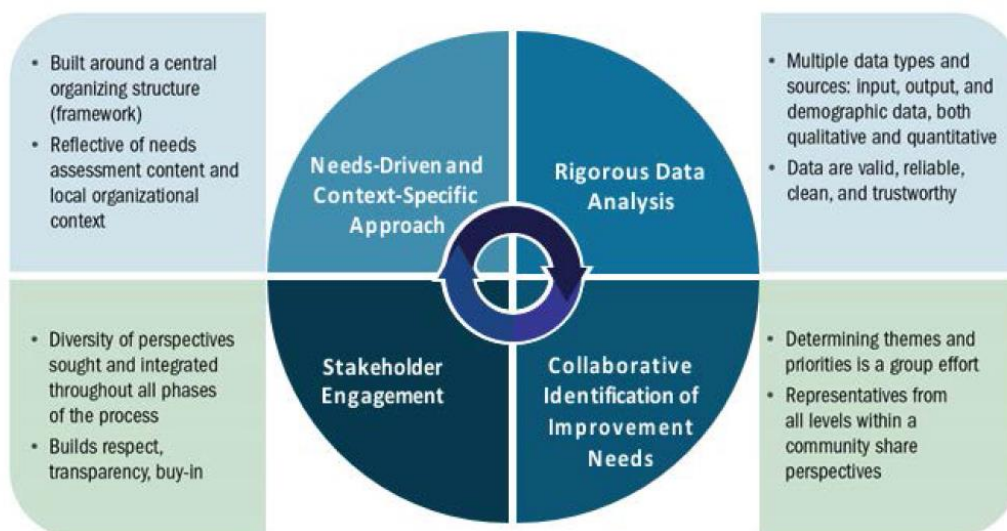 • Built around a central
organizing structure
(framework)
• Reflective of needs
assessment content and
local organizational
context
Needs-Driven and
Context-Specific
Approach
Rigorous Data
Analysis
• Multiple data types and
sources: input, output, and
demographic data, both
qualitative and quantitative
• Data are valid, reliable,
clean, and trustworthy
• Diversity of perspectives
sought and integrated
throughout all phases
of the process
• Builds respect,
transparency, buy-in
Stakeholder
Engagement
Collaborative
Identification of
Improvement
Needs
• Determining themes and
priorities is a group effort
• Representatives from
all levels within a
community share
perspectives